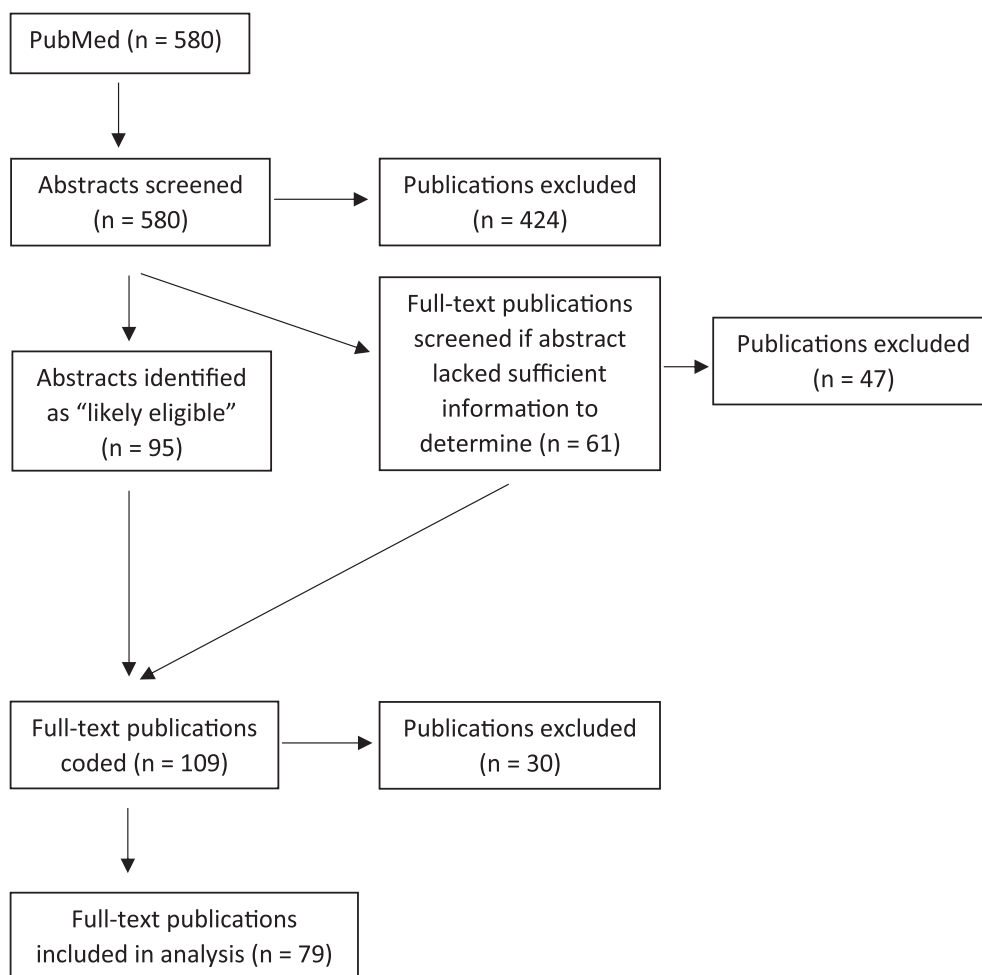 PubMed (n = 580)
Abstracts screened
(n = 580)
Publications excluded
(n = 424)
Full-text publications
screened if abstract
lacked sufficient
information to
determine (n = 61)
Publications excluded
(n = 47)
Abstracts identified
as “likely eligible”
(n = 95)
Full-text publications
coded (n = 109)
Publications excluded
(n = 30)
Full-text publications
included in analysis (n = 79)